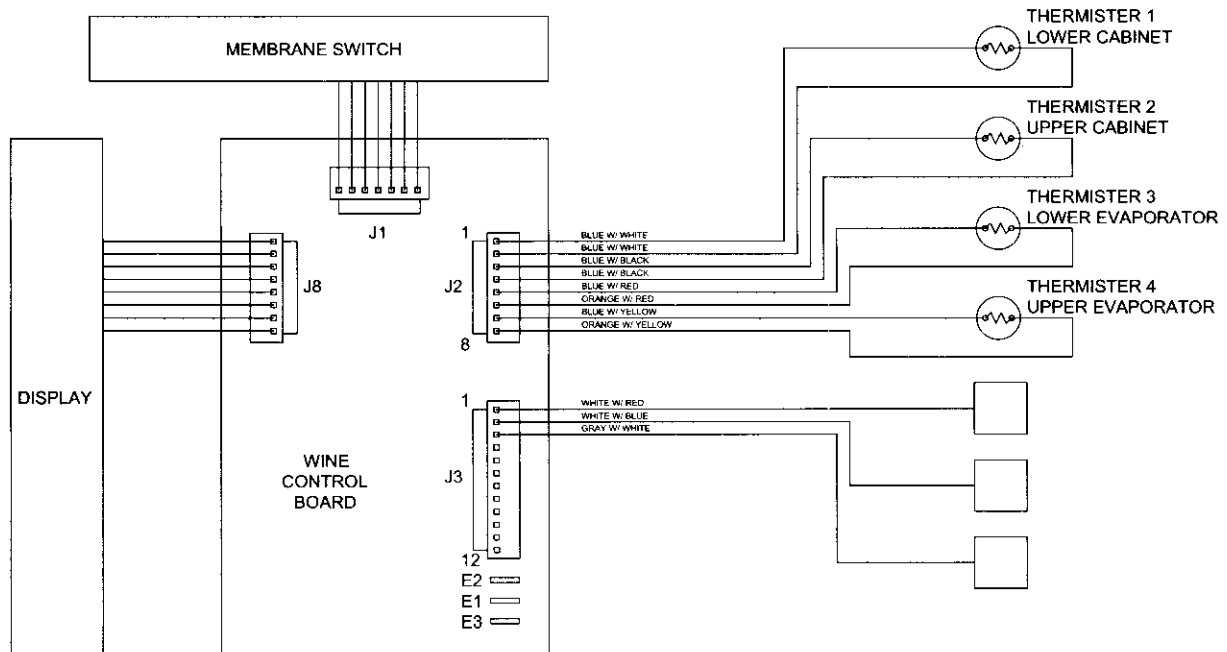 MEMBRANE SWITCH
THERMISTER 1
LOWER CABINET
THERMISTER 2
UPPER CABINET
THERMISTER 3
LOWER EVAPORATOR
THERMISTER 4
UPPER EVAPORATOR
J1
J8
J2
1
8
BLUE W/ WHITE
BLUE W/ WHITE
BLUE W/ BLACK
BLUE W/ BLACK
BLUE W/ RED
ORANGE W/ RED
BLUE W/ YELLOW
ORANGE W/ YELLOW
DISPLAY
WINE
CONTROL
BOARD
1
J3
12
WHITE W/ RED
WHITE W/ BLUE
GRAY W/ WHITE
E2
E1
E3